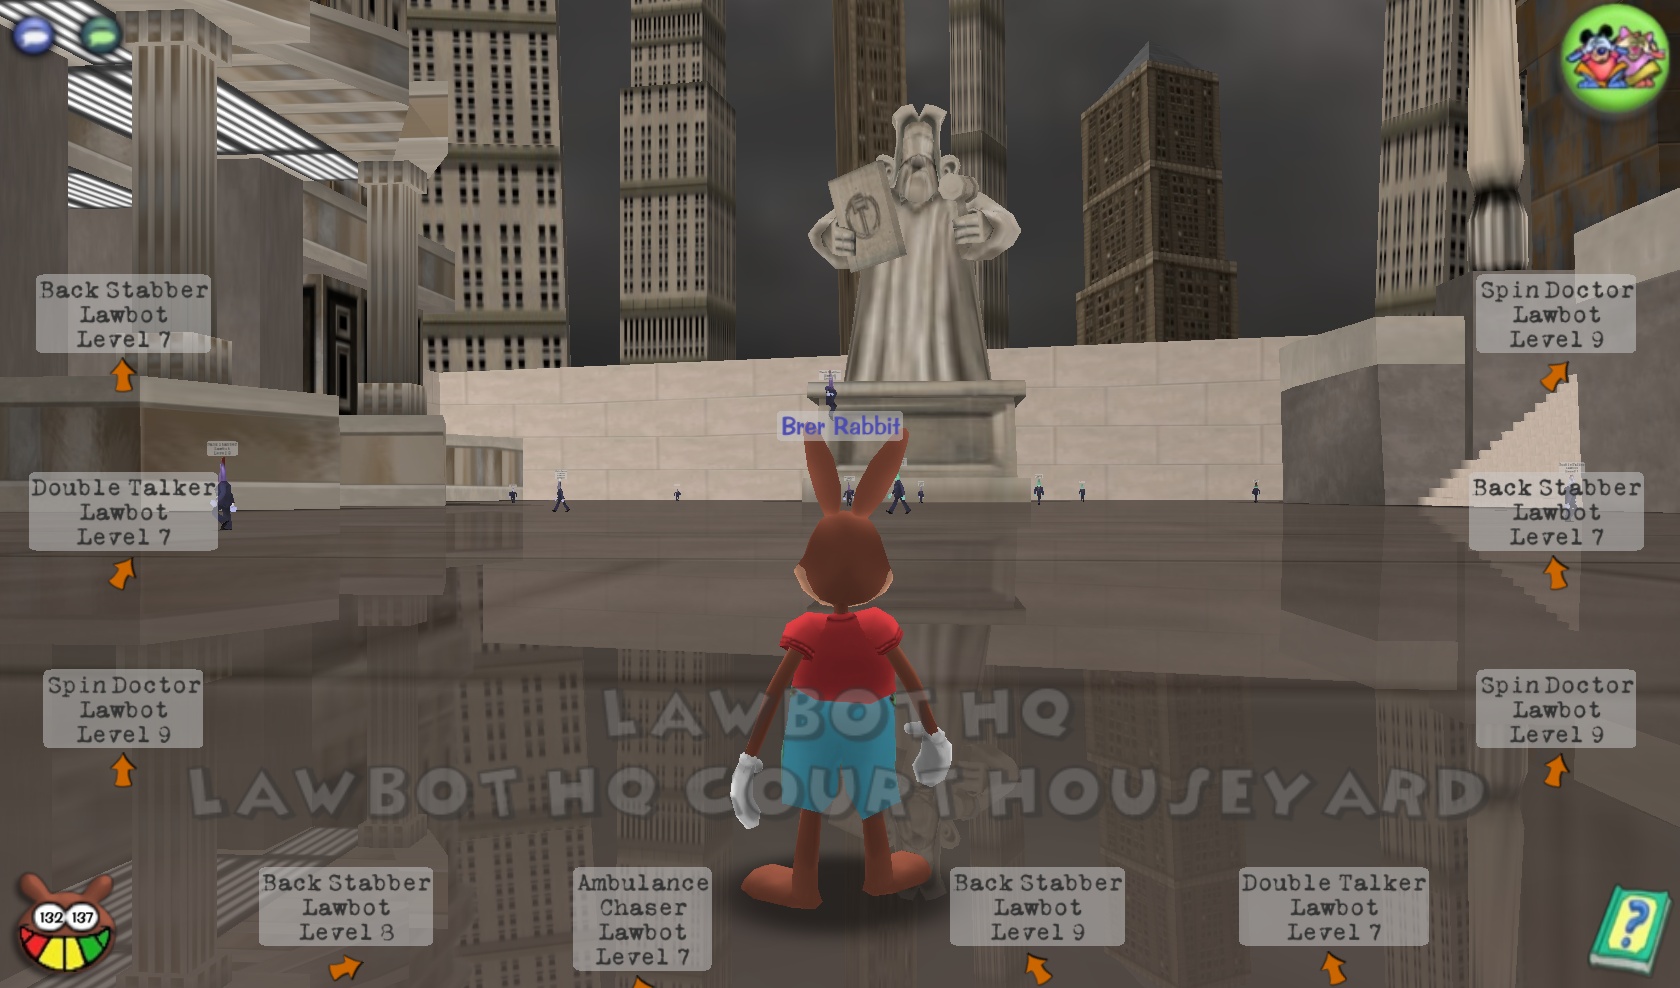 Back Stabber
Lawbot
Level 7
Spin Doctor
Lawbot
Level 9
Brer Rabbit
Double Talker
Lawbot
Level 7
Back Stabber
Lawbot
Level 7
Spin Doctor
Lawbot
Level 9
Spin Doctor
Lawbot
Level 9
LAWBOT HQ
LAWBOT HQ COURTHOUSEYARD
132 137
Back Stabber
Lawbot
Level 8
Ambulance
Chaser
Lawbot
Level 7
Back Stabber
Lawbot
Level 9
Double Talker
Lawbot
Level 7
?